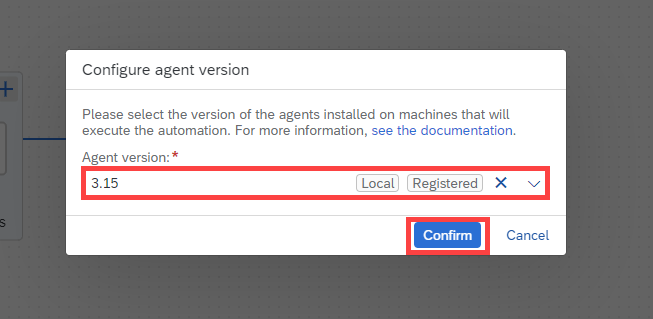 Configure agent version
Please select the version of the agents installed on machines that will
execute the automation. For more information, see the documentation.
Agent version:*
3.15 Local Registered
Confirm Cancel
s